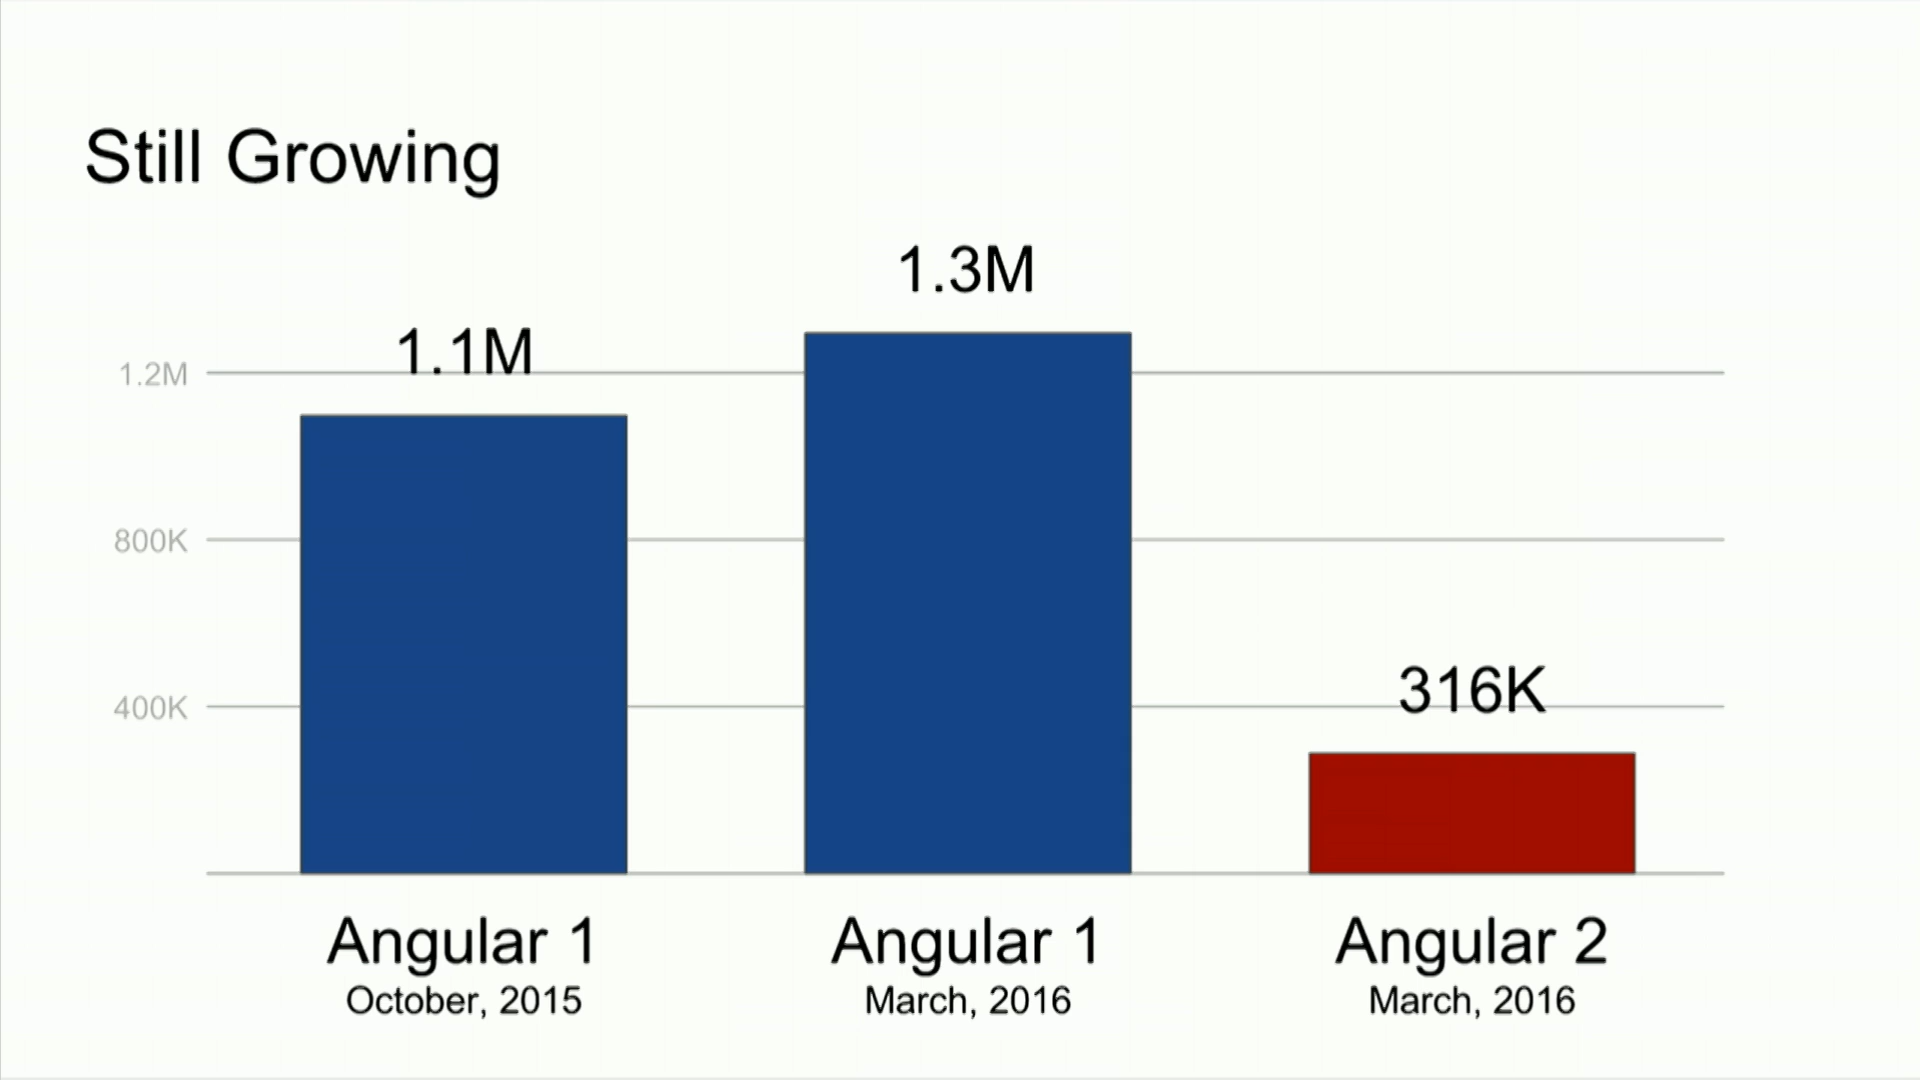 Still Growing
1.3M
1.1M
1.2M
800K
316K
400K
Angular 1
October, 2015
Angular 1
March, 2016
Angular 2
March, 2016